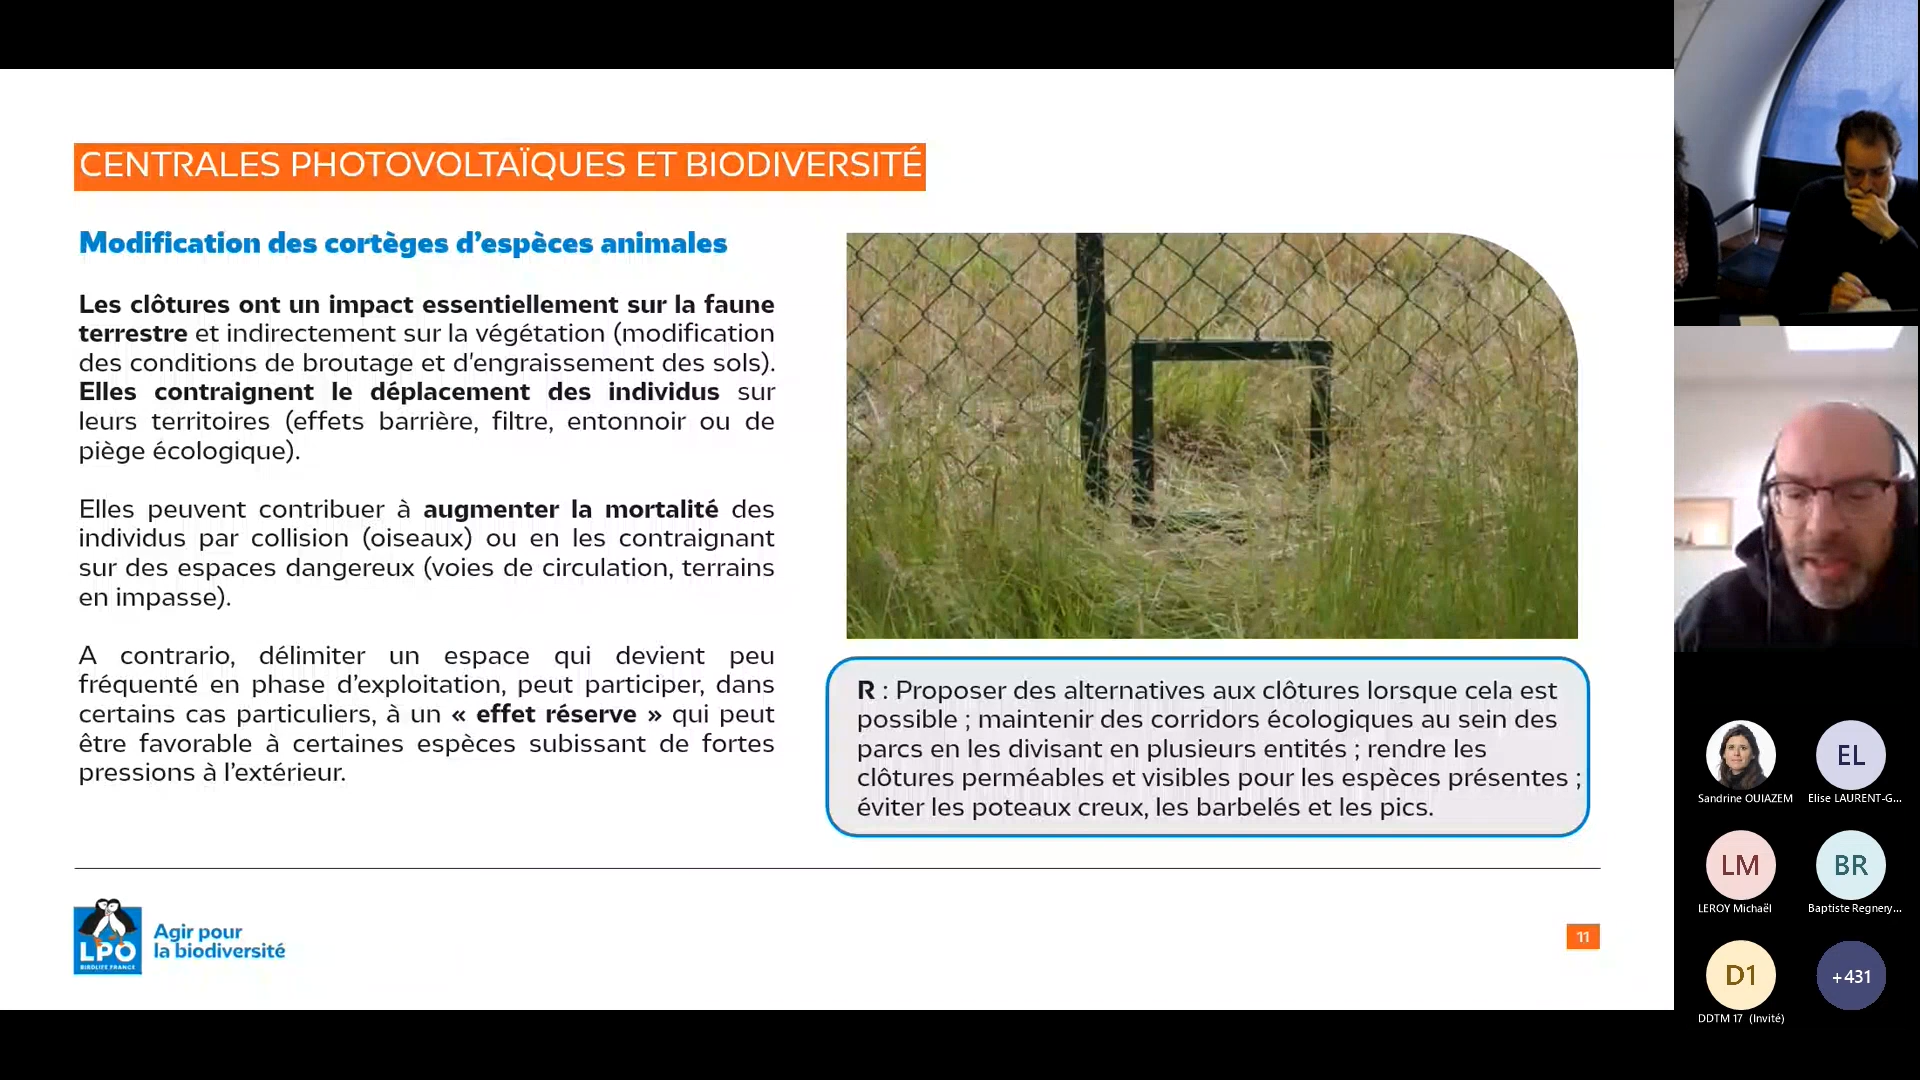 CENTRALES PHOTOVOLTAÏQUES ET BIODIVERSITÉ
Modification des cortèges d’espèces animales
Les clôtures ont un impact essentiellement sur la faune
terrestre et indirectement sur la végétation (modification
des conditions de broutage et d'engraissement des sols).
Elles contraignent le déplacement des individus sur
leurs territoires (effets barrière, filtre, entonnoir ou de
piège écologique).
Elles peuvent contribuer à augmenter la mortalité des
individus par collision (oiseaux) ou en les contraignant
sur des espaces dangereux (voies de circulation, terrains
en impasse).
A contrario, délimiter un espace qui devient peu
fréquenté en phase d’exploitation, peut participer, dans
certains cas particuliers, à un « effet réserve » qui peut
être favorable à certaines espèces subissant de fortes
pressions à l’extérieur.
R : Proposer des alternatives aux clôtures lorsque cela est
possible ; maintenir des corridors écologiques au sein des
parcs en les divisant en plusieurs entités ; rendre les
clôtures perméables et visibles pour les espèces présentes ;
éviter les poteaux creux, les barbelés et les pics.
LPO
BIRDLIFE FRANCE
Agir pour
la biodiversité
11
Sandrine OUIAZEM
EL
Elise LAURENT-G...
LM
LEROY Michaël
BR
Baptiste Regnery...
D1
DDTM 17 (Invité)
+431